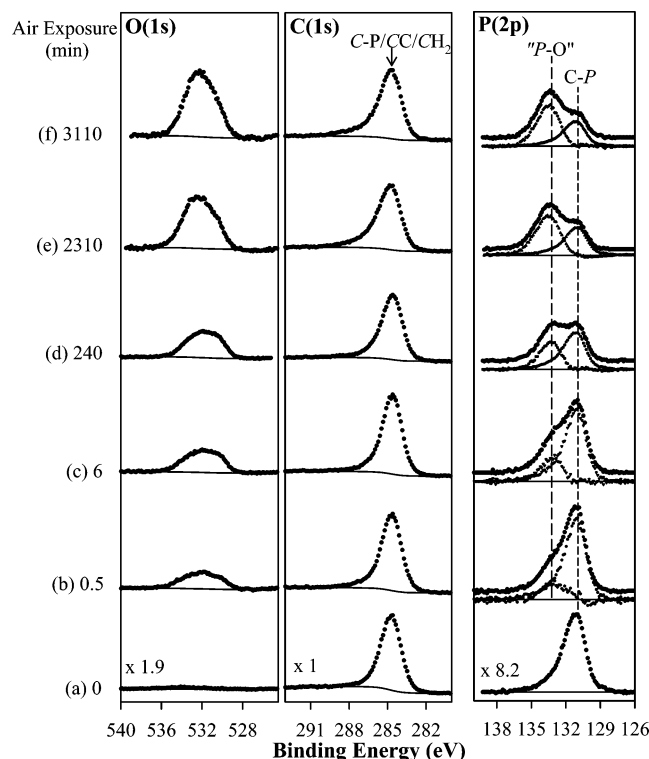 Air Exposure
(min)
O(1s)
C(1s)
P(2p)
C-P/CC/CH2
"P-O"
C-P
(f) 3110
(e) 2310
(d) 240
(c) 6
(b) 0.5
(a) 0
x 1.9
x 1
x 8.2
540 536 532 528
291 288 285 282
138 135 132 129 126
Binding Energy (eV)